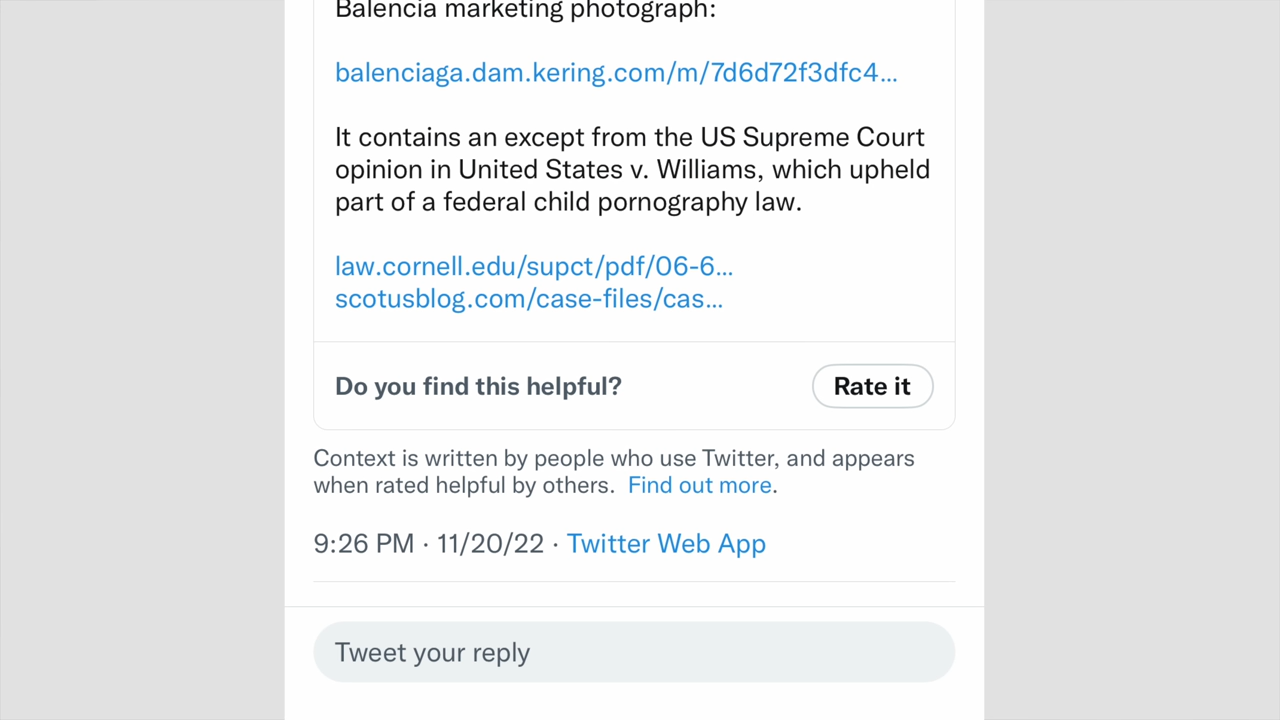 Balencia marketing photograph:
balenciaga.dam.kering.com/m/7d6d72f3dfc4...
It contains an except from the US Supreme Court
opinion in United States v. Williams, which upheld
part of a federal child pornography law.
law.cornell.edu/supct/pdf/06-6...
scotusblog.com/case-files/cas...
Do you find this helpful?
Rate it
Context is written by people who use Twitter, and appears
when rated helpful by others. Find out more.
9:26 PM · 11/20/22 · Twitter Web App
Tweet your reply